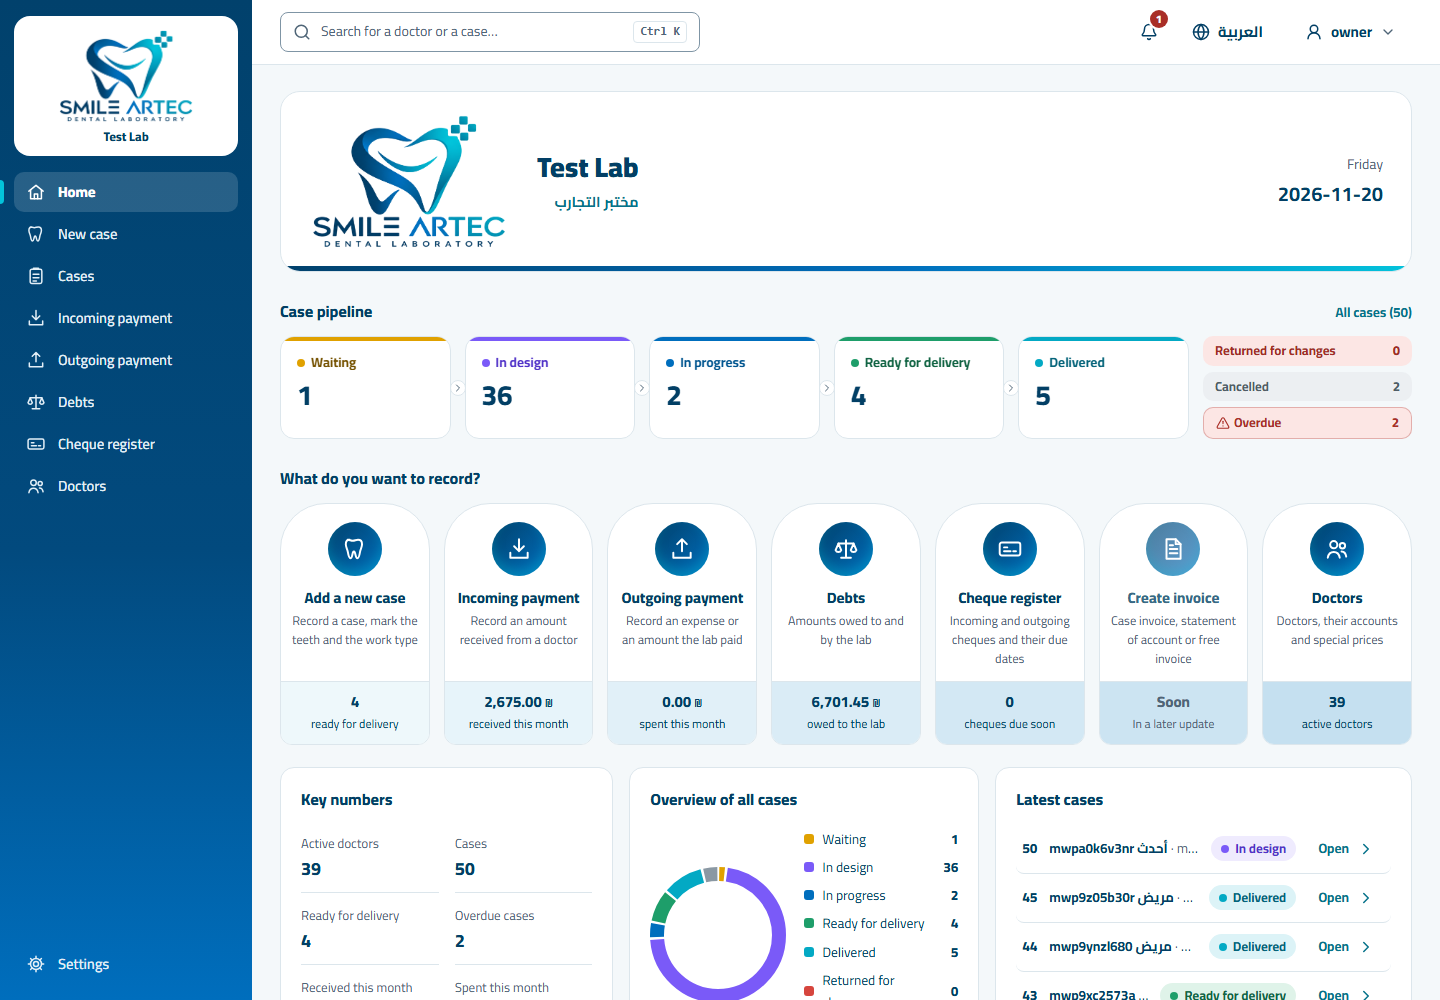 SMILE ARTEC
DENTAL LABORATORY
Test Lab
Home
New case
Cases
Incoming payment
Outgoing payment
Debts
Cheque register
Doctors
Settings
Search for a doctor or a case...
Ctrl K
1
العربية
owner
SMILE ARTEC
DENTAL LABORATORY
Test Lab
مختبر التجارب
Friday
2026-11-20
Case pipeline
All cases (50)
Waiting
1
In design
36
In progress
2
Ready for delivery
4
Delivered
5
Returned for changes 0
Cancelled 2
Overdue 2
What do you want to record?
Add a new case
Record a case, mark the
teeth and the work type
4
ready for delivery
Incoming payment
Record an amount
received from a doctor
2,675.00 ₪
received this month
Outgoing payment
Record an expense or
an amount the lab paid
0.00 ₪
spent this month
Debts
Amounts owed to and
by the lab
6,701.45 ₪
owed to the lab
Cheque register
Incoming and outgoing
cheques and their due
dates
0
cheques due soon
Create invoice
Case invoice, statement
of account or free
invoice
Soon
In a later update
Doctors
Doctors, their accounts
and special prices
39
active doctors
Key numbers
Active doctors
39
Cases
50
Ready for delivery
4
Overdue cases
2
Received this month
Spent this month
Overview of all cases
Waiting 1
In design 36
In progress 2
Ready for delivery 4
Delivered 5
Returned for 0
Latest cases
50 mwpa0k6v3nr أحدث · m... In design Open
45 mwp9z05b30r مريض · ... Delivered Open
44 mwp9ynzl680 مريض · ... Delivered Open
43 mwp9xc2573a ... Ready for delivery Open